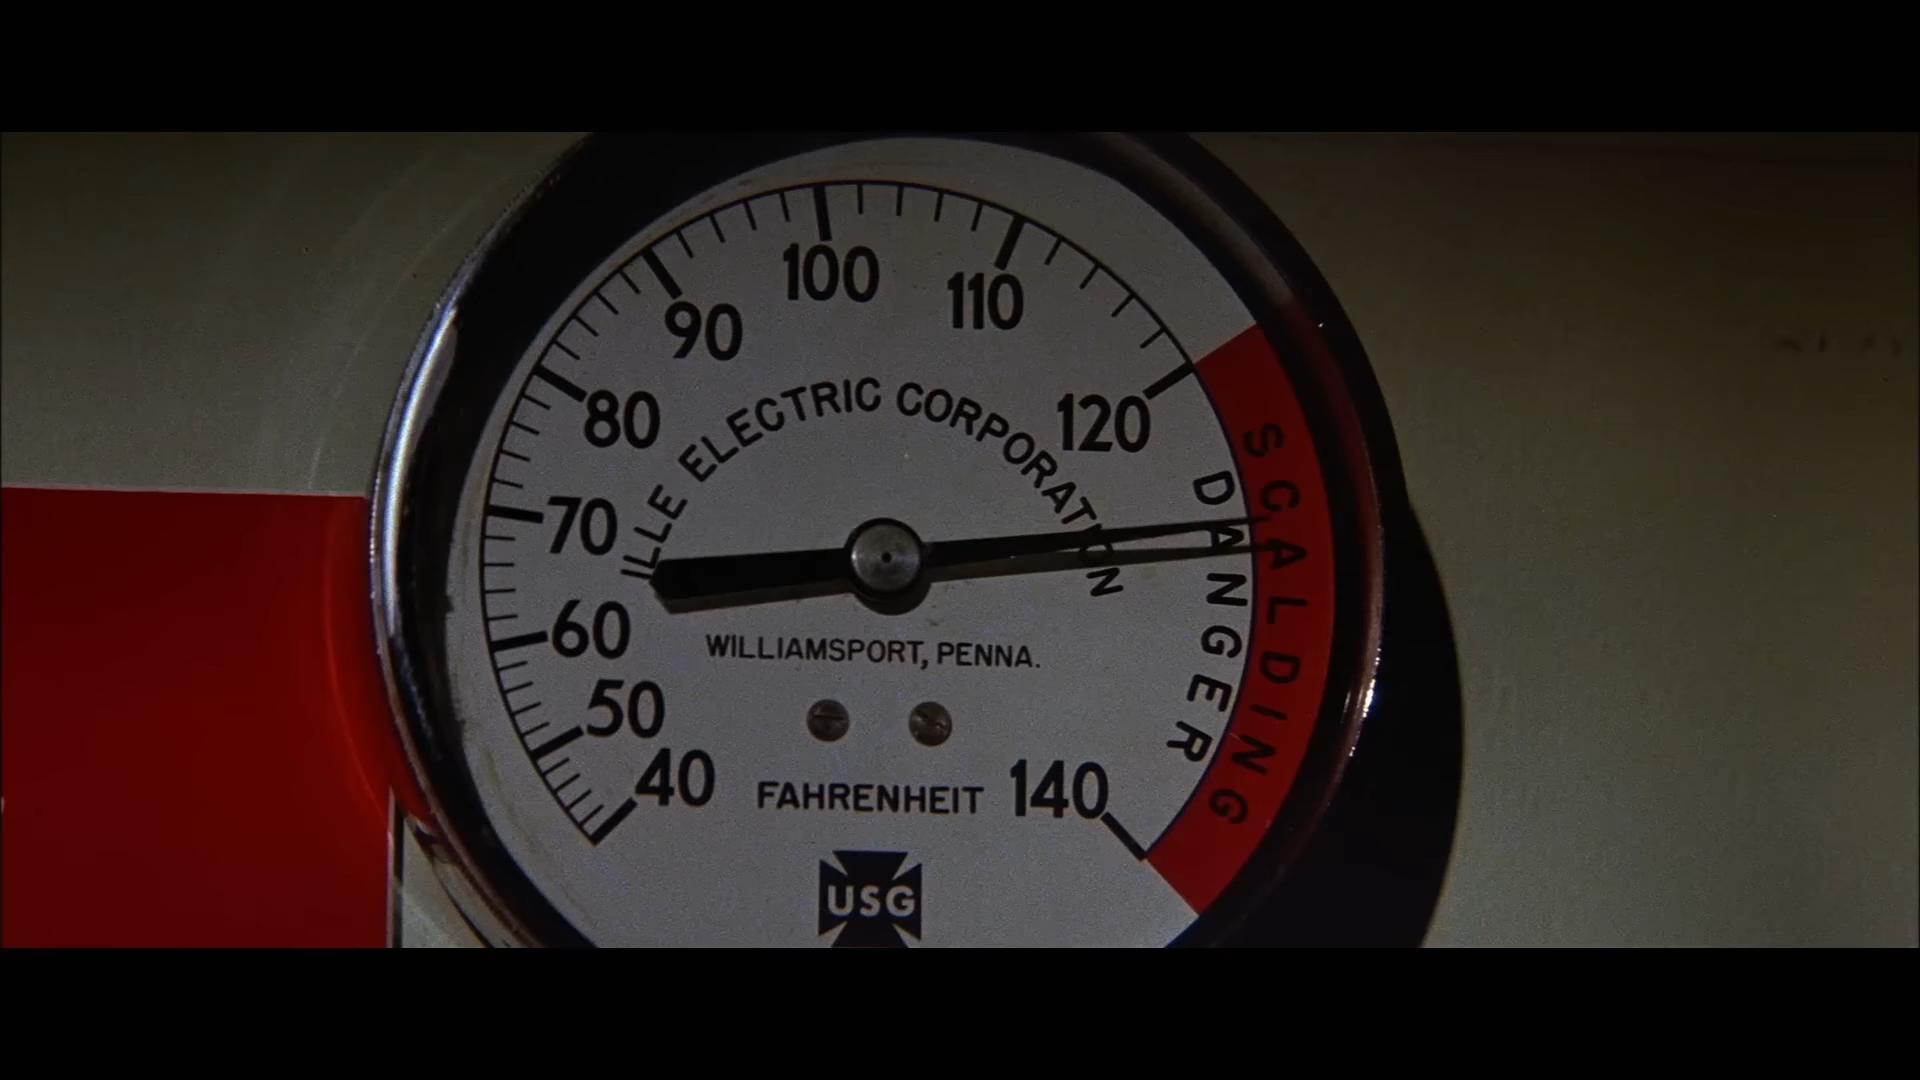 100
110
90
80
120
70
60
50
40
140
ILLE ELECTRIC CORPORATION
SCALDING
DANGER
WILLIAMSPORT, PENNA.
FAHRENHEIT
USG